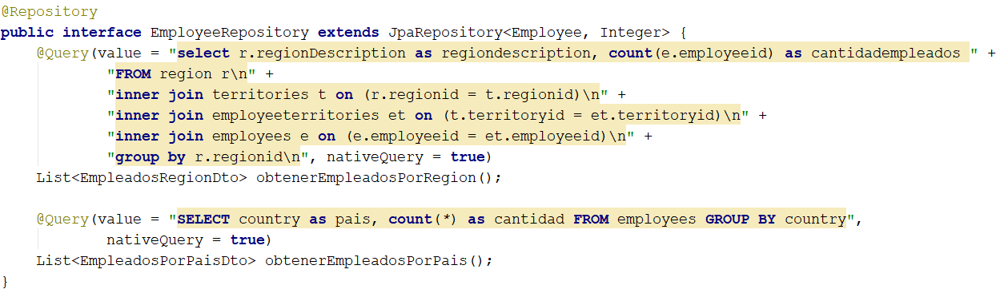 @Repository
public interface EmployeeRepository extends JpaRepository<Employee, Integer> {
    @Query(value = "select r.regionDescription as regiondescription, count(e.employeeid) as cantidadempleados " +
            "FROM region r\n" +
            "inner join territories t on (r.regionid = t.regionid)\n" +
            "inner join employeeterritories et on (t.territoryid = et.territoryid)\n" +
            "inner join employees e on (e.employeeid = et.employeeid)\n" +
            "group by r.regionid\n", nativeQuery = true)
    List<EmpleadosRegionDto> obtenerEmpleadosPorRegion();

    @Query(value = "SELECT country as pais, count(*) as cantidad FROM employees GROUP BY country",
            nativeQuery = true)
    List<EmpleadosPorPaisDto> obtenerEmpleadosPorPais();
}